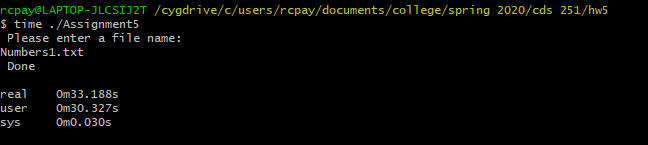 rcpay@LAPTOP-JLCSIJ2T /cygdrive/c/users/rcpay/documents/college/spring 2020/cds 251/hw5
$ time ./Assignment5
Please enter a file name:
Numbers1.txt
Done
real 0m33.188s
user 0m30.327s
sys 0m0.030s